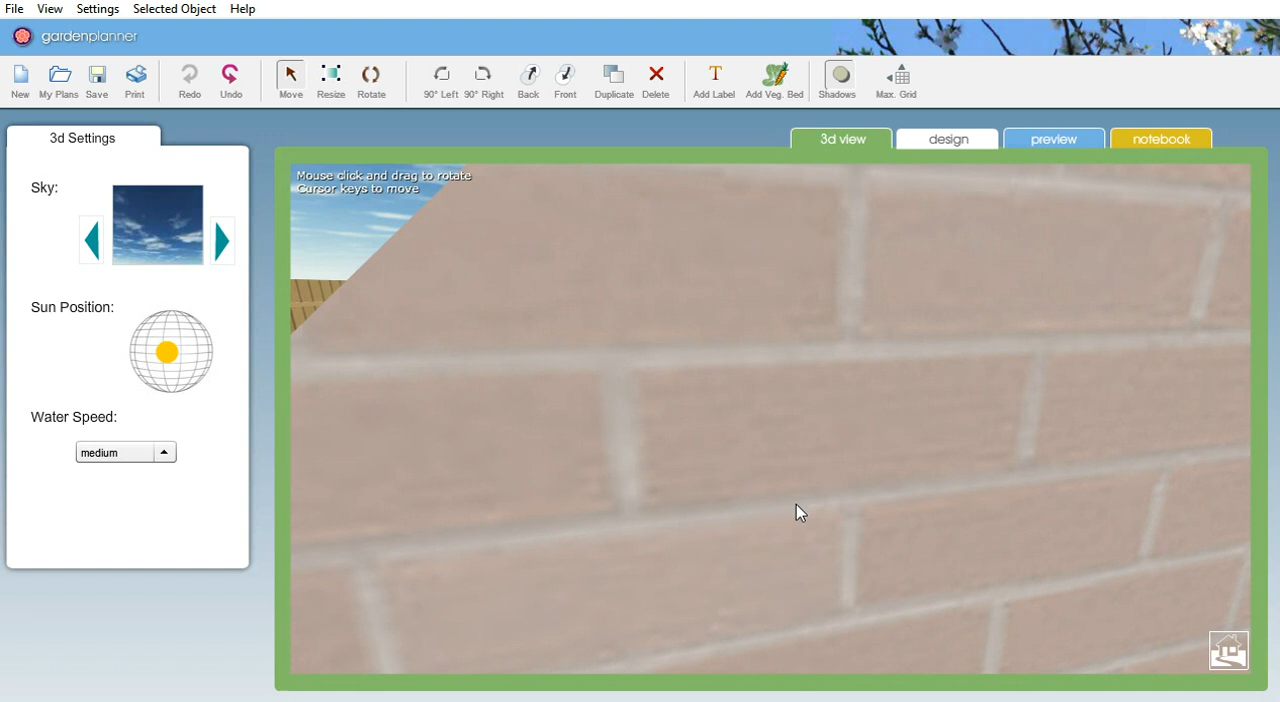 File View Settings Selected Object Help
gardenplanner
New My Plans Save Print Redo Undo Move Resize Rotate 90° Left 90° Right Back Front Duplicate Delete Add Label Add Veg. Bed Shadows Max. Grid
3d Settings
3d view design preview notebook
Sky:
Mouse click and drag to rotate
Cursor keys to move
Sun Position:
Water Speed:
medium